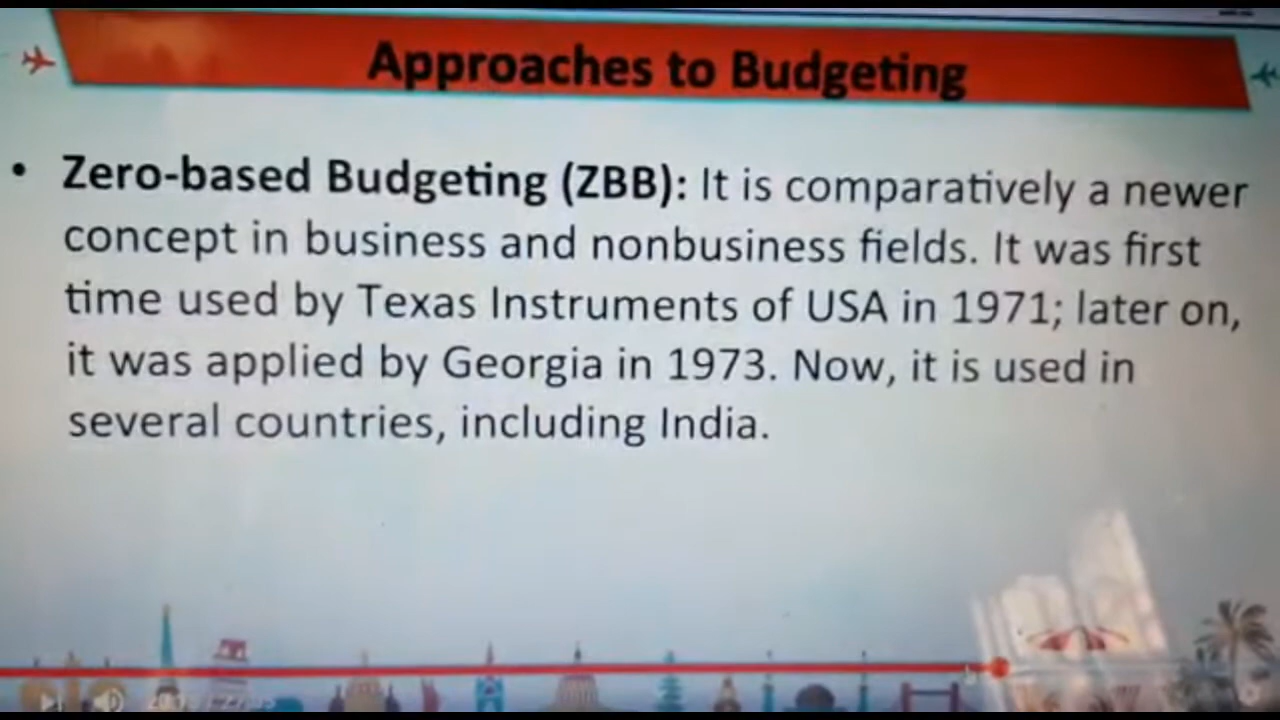 Approaches to Budgeting
• Zero-based Budgeting (ZBB): It is comparatively a newer
concept in business and nonbusiness fields. It was first
time used by Texas Instruments of USA in 1971; later on,
it was applied by Georgia in 1973. Now, it is used in
several countries, including India.